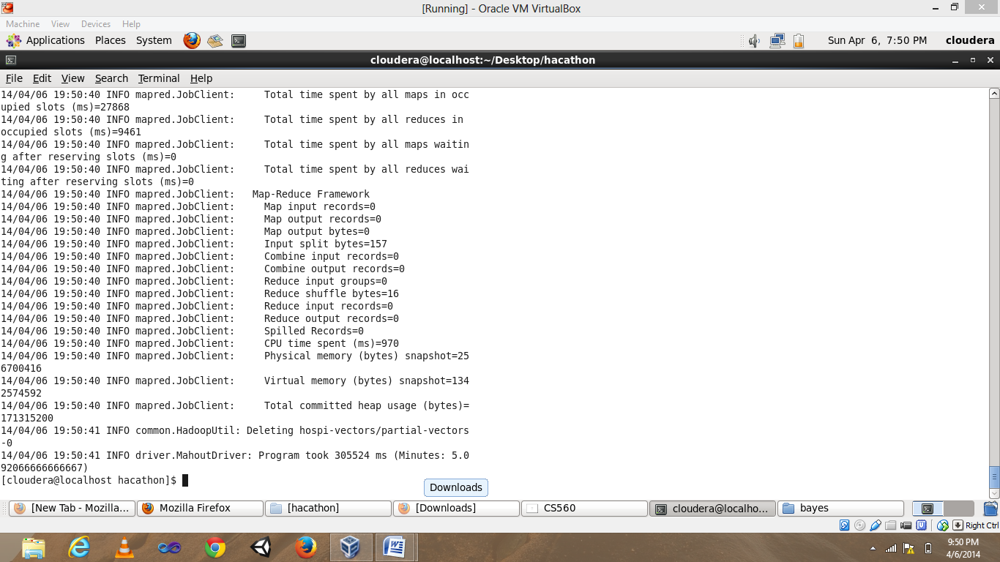 [Running] - Oracle VM VirtualBox
Machine View Devices Help
Applications Places System Sun Apr 6, 7:50 PM cloudera
cloudera@localhost:~/Desktop/hacathon
File Edit View Search Terminal Help
14/04/06 19:50:40 INFO mapred.JobClient:     Total time spent by all maps in occ
upied slots (ms)=27868
14/04/06 19:50:40 INFO mapred.JobClient:     Total time spent by all reduces in
occupied slots (ms)=9461
14/04/06 19:50:40 INFO mapred.JobClient:     Total time spent by all maps waitin
g after reserving slots (ms)=0
14/04/06 19:50:40 INFO mapred.JobClient:     Total time spent by all reduces wai
ting after reserving slots (ms)=0
14/04/06 19:50:40 INFO mapred.JobClient:   Map-Reduce Framework
14/04/06 19:50:40 INFO mapred.JobClient:     Map input records=0
14/04/06 19:50:40 INFO mapred.JobClient:     Map output records=0
14/04/06 19:50:40 INFO mapred.JobClient:     Map output bytes=0
14/04/06 19:50:40 INFO mapred.JobClient:     Input split bytes=157
14/04/06 19:50:40 INFO mapred.JobClient:     Combine input records=0
14/04/06 19:50:40 INFO mapred.JobClient:     Combine output records=0
14/04/06 19:50:40 INFO mapred.JobClient:     Reduce input groups=0
14/04/06 19:50:40 INFO mapred.JobClient:     Reduce shuffle bytes=16
14/04/06 19:50:40 INFO mapred.JobClient:     Reduce input records=0
14/04/06 19:50:40 INFO mapred.JobClient:     Reduce output records=0
14/04/06 19:50:40 INFO mapred.JobClient:     Spilled Records=0
14/04/06 19:50:40 INFO mapred.JobClient:     CPU time spent (ms)=970
14/04/06 19:50:40 INFO mapred.JobClient:     Physical memory (bytes) snapshot=25
6700416
14/04/06 19:50:40 INFO mapred.JobClient:     Virtual memory (bytes) snapshot=134
2574592
14/04/06 19:50:40 INFO mapred.JobClient:     Total committed heap usage (bytes)=
171315200
14/04/06 19:50:41 INFO common.HadoopUtil: Deleting hospi-vectors/partial-vectors
-0
14/04/06 19:50:41 INFO driver.MahoutDriver: Program took 305524 ms (Minutes: 5.0
92066666666667)
[cloudera@localhost hacathon]$
Downloads
[New Tab - Mozilla... Mozilla Firefox [hacathon] [Downloads] CS560 cloudera@localho... bayes
Right Ctrl
9:50 PM
4/6/2014